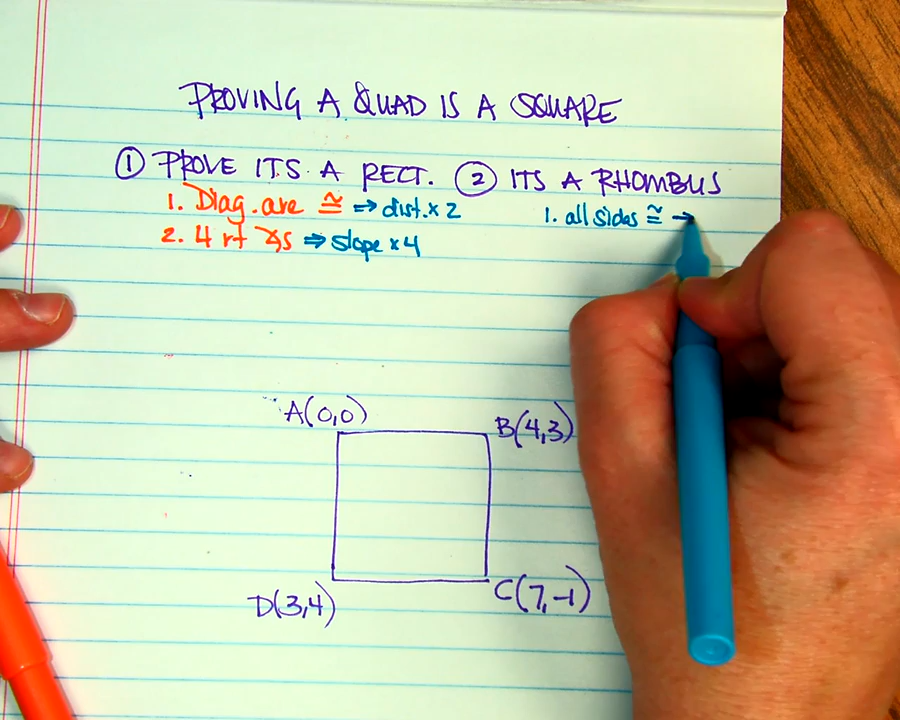 PROVING A QUAD IS A SQUARE
① PROVE ITS A RECT. ② ITS A RHOMBUS
1. Diag. are ≅ ⇒ dist. x 2
1. all sides ≅ →
2. 4 rt ∡s ⇒ slope x 4
A(0,0)
B(4,3)
D(3,4)
C(7,-1)